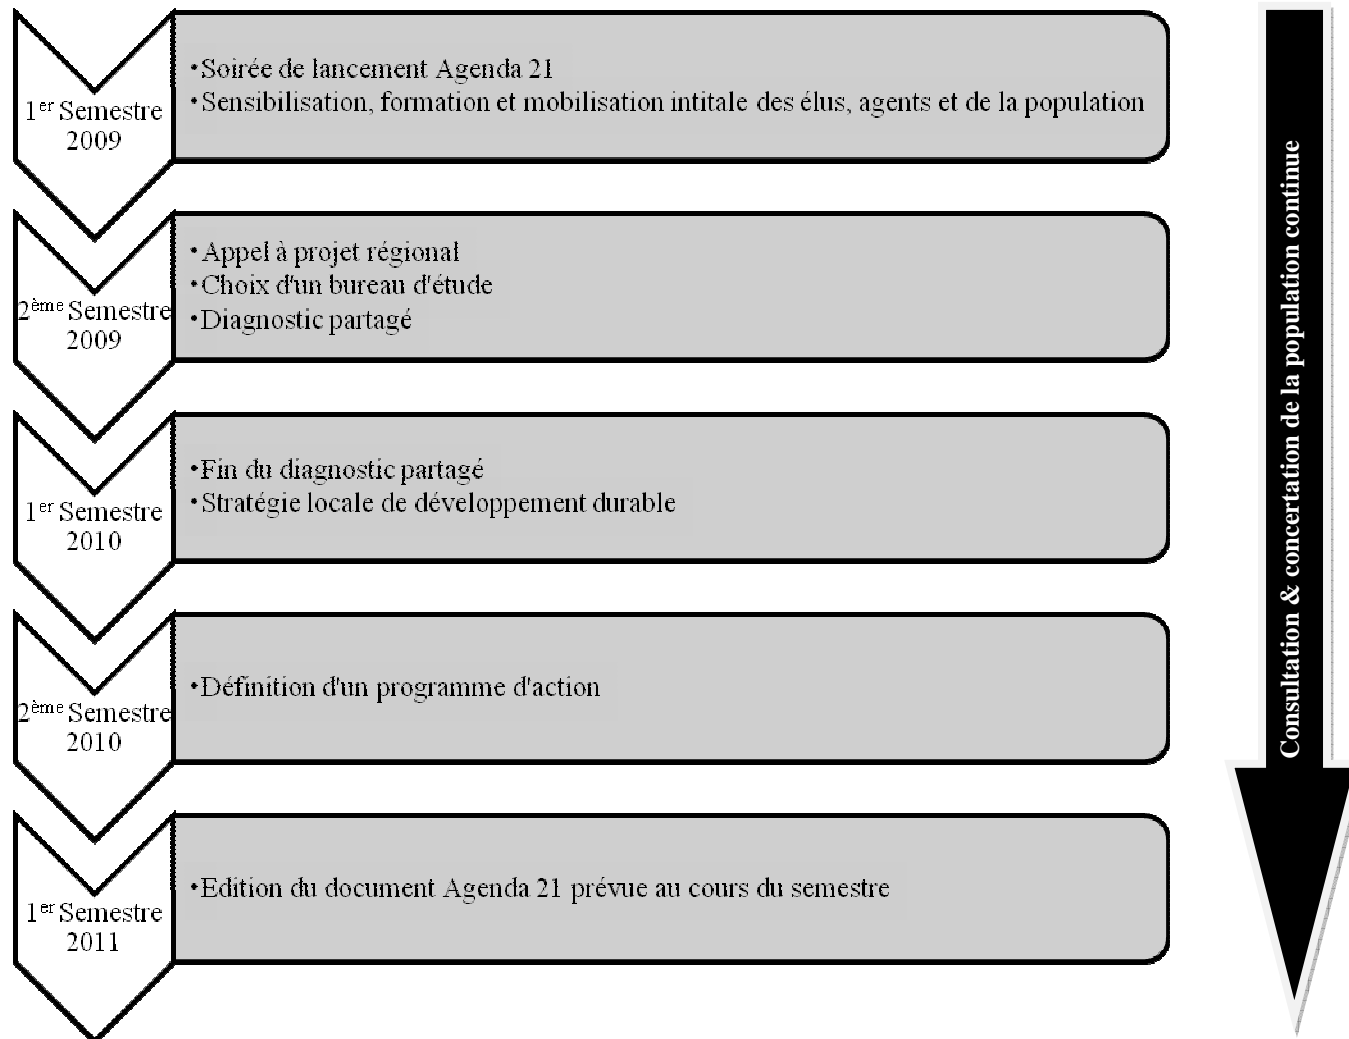 •Soirée de lancement Agenda 21
•Sensibilisation, formation et mobilisation intitale des élus, agents et de la population
1er Semestre
2009
•Appel à projet régional
•Choix d'un bureau d'étude
•Diagnostic partagé
2ème Semestre
2009
•Fin du diagnostic partagé
•Stratégie locale de développement durable
1er Semestre
2010
•Définition d'un programme d'action
2ème Semestre
2010
•Edition du document Agenda 21 prévue au cours du semestre
1er Semestre
2011
Consultation & concertation de la population continue